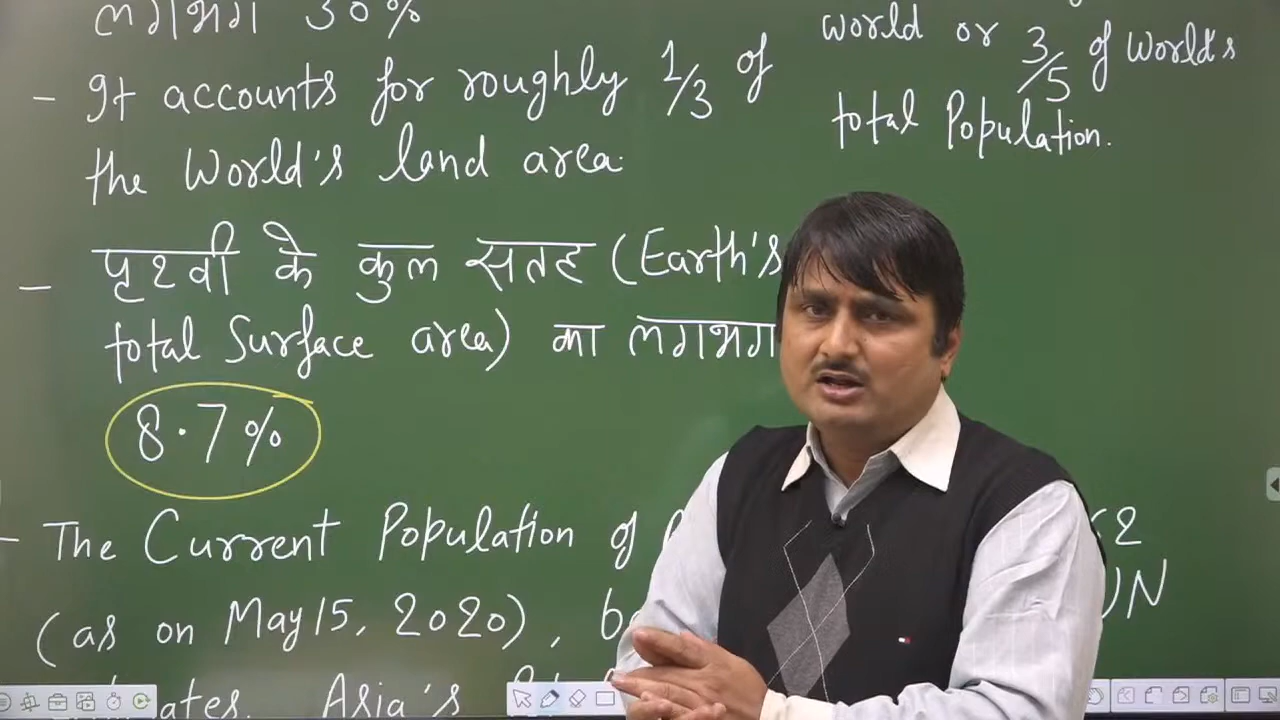 लगभग 30%
- It accounts for roughly 1/3 of
the World's land area.
- पृथ्वी के कुल सतह (Earth's
total Surface area) का लगभग
8.7%
- The Current Population of
(as on May 15, 2020),
Asia's
world or 3/5 of world's
total Population.
UN